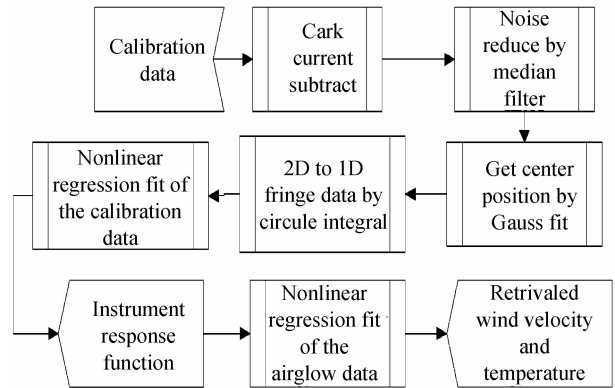 Calibration
data
Cark
current
subtract
Noise
reduce by
median
filter
Get center
position by
Gauss fit
2D to 1D
fringe data by
circule integral
Nonlinear
regression fit of
the calibration
data
Instrument
response
function
Nonlinear
regression fit
of the
airglow data
Retrivaled
wind velocity
and
temperature